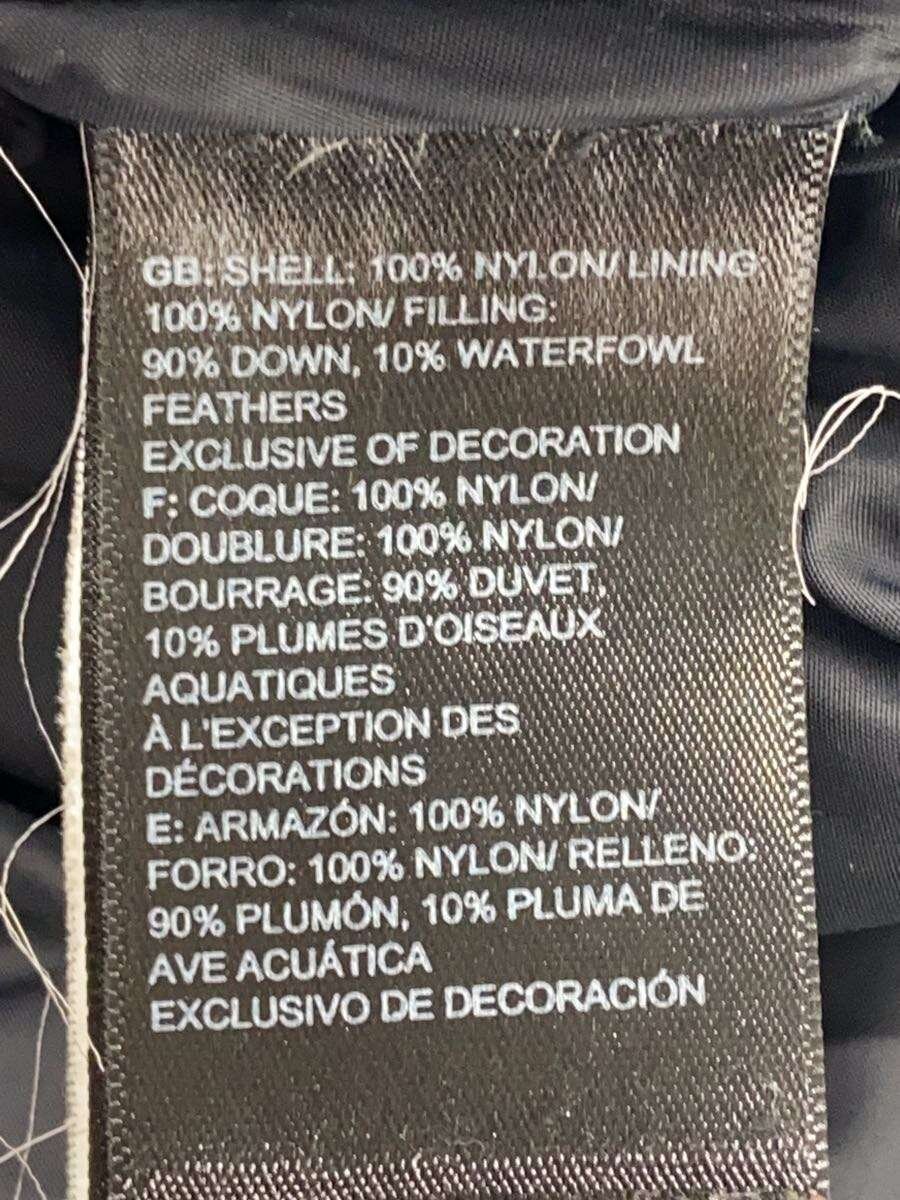 GB: SHELL: 100% NYLON/ LINING:
100% NYLON/ FILLING:
90% DOWN, 10% WATERFOWL
FEATHERS
EXCLUSIVE OF DECORATION
F: COQUE: 100% NYLON/
DOUBLURE: 100% NYLON/
BOURRAGE: 90% DUVET,
10% PLUMES D'OISEAUX
AQUATIQUES
À L'EXCEPTION DES
DÉCORATIONS
E: ARMAZÓN: 100% NYLON/
FORRO: 100% NYLON/ RELLENO:
90% PLUMÓN, 10% PLUMA DE
AVE ACUÁTICA
EXCLUSIVO DE DECORACIÓN